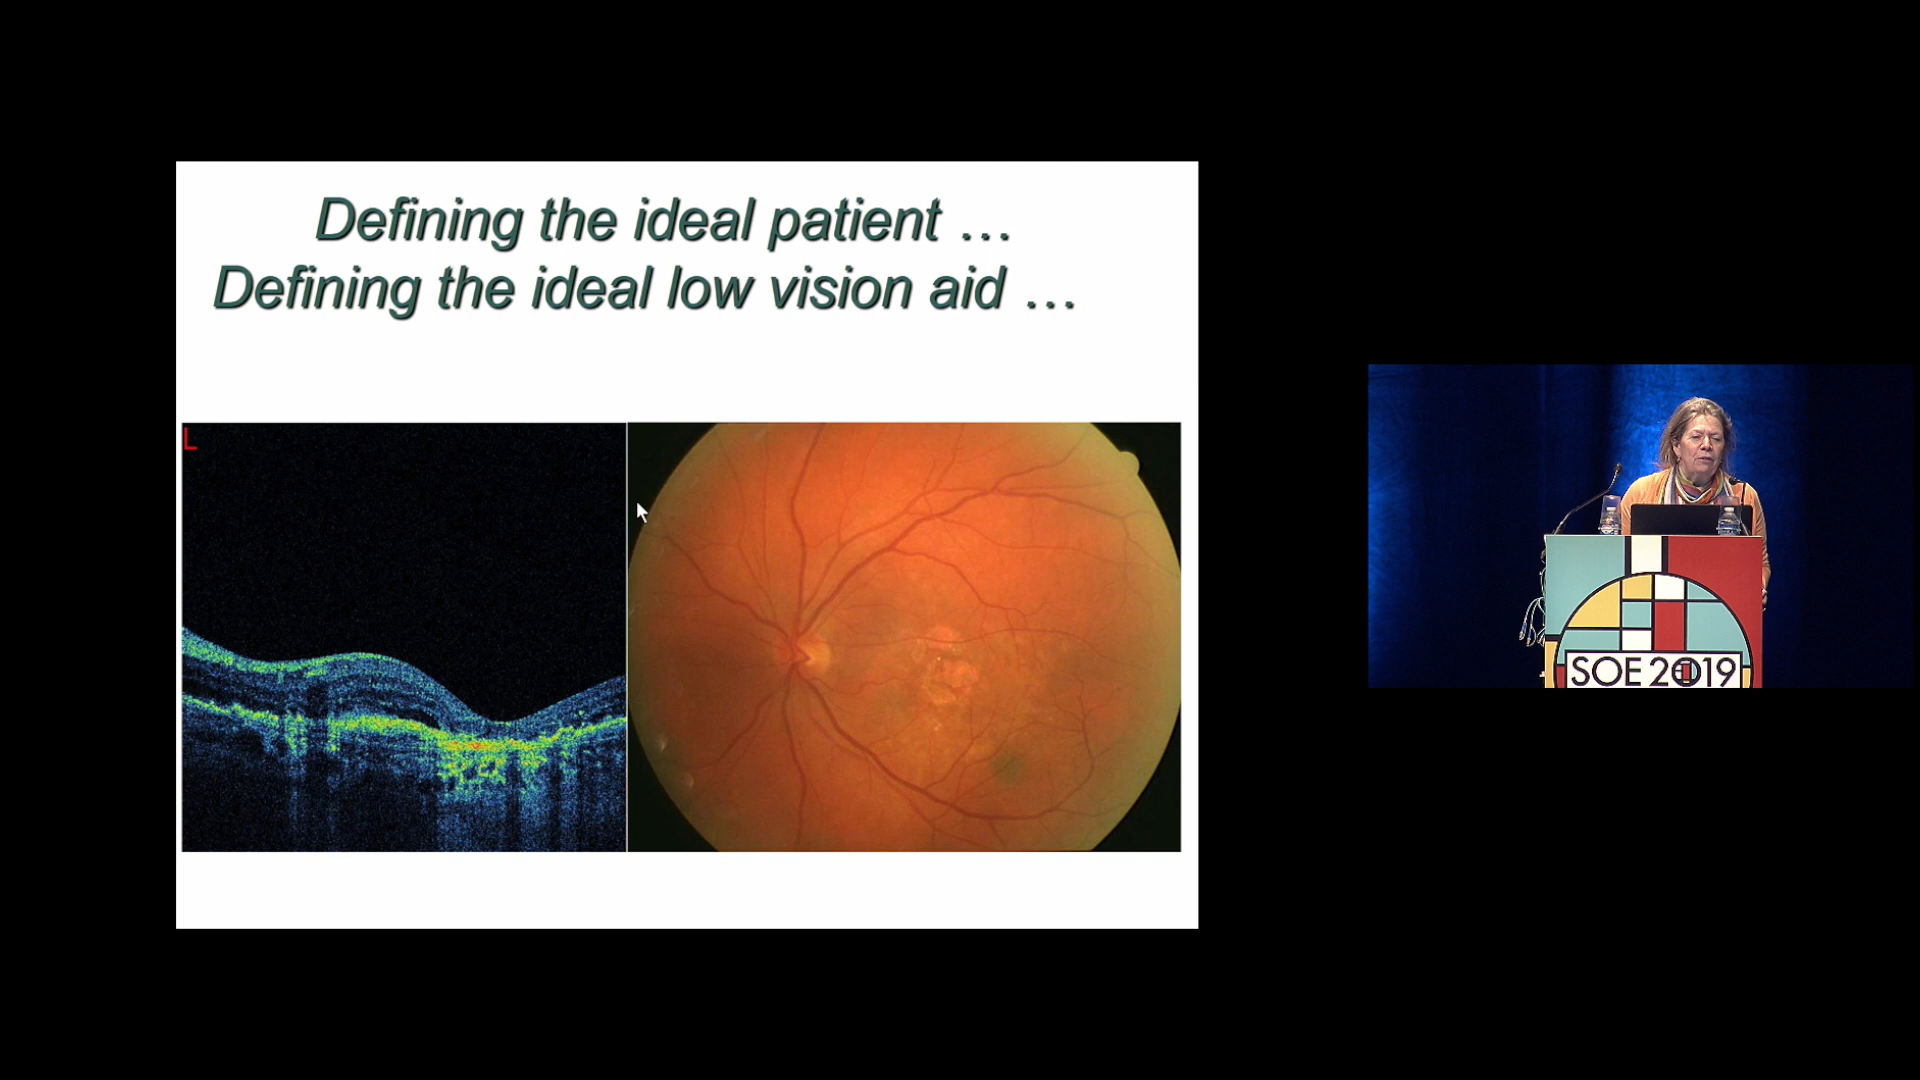 Defining the ideal patient …
Defining the ideal low vision aid …
L
SOE 2019